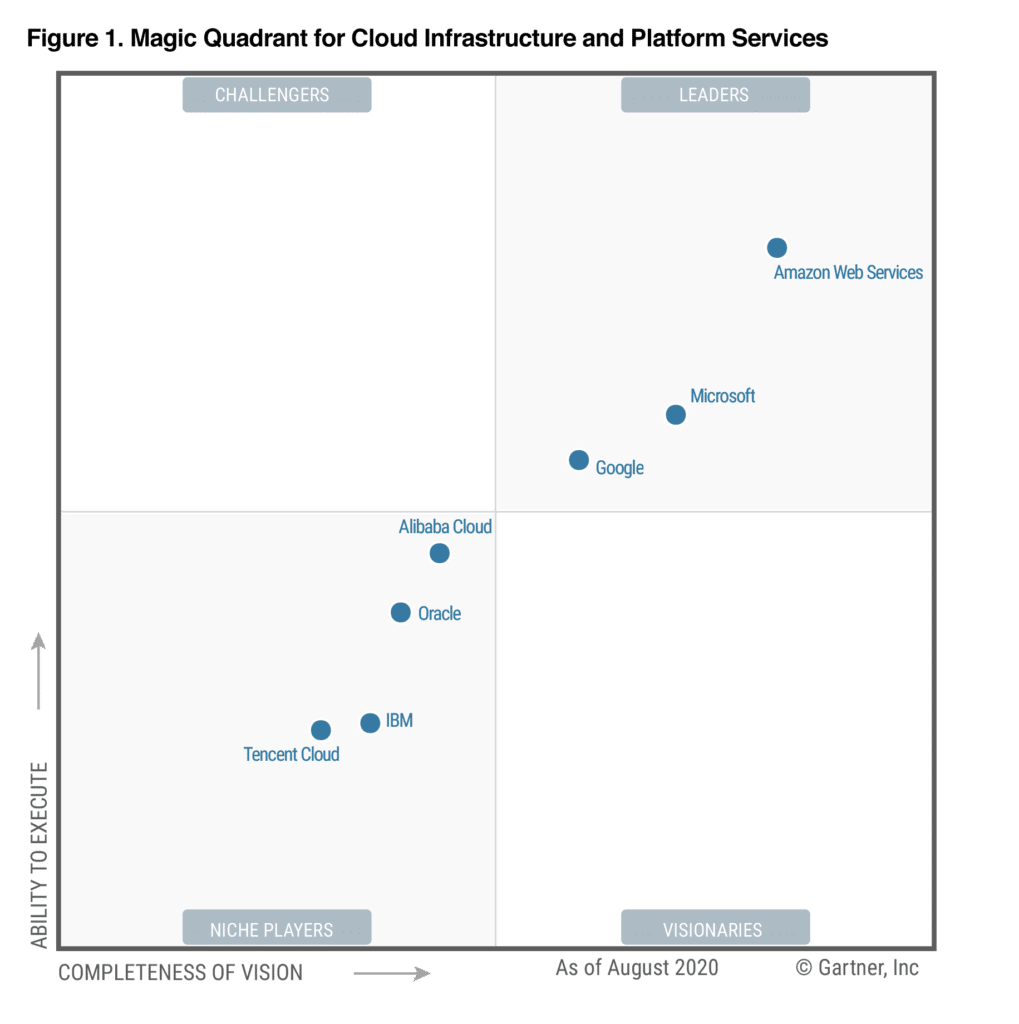 Figure 1. Magic Quadrant for Cloud Infrastructure and Platform Services
CHALLENGERS
LEADERS
Amazon Web Services
Microsoft
Google
Alibaba Cloud
Oracle
IBM
Tencent Cloud
ABILITY TO EXECUTE
NICHE PLAYERS
VISIONARIES
COMPLETENESS OF VISION
As of August 2020
© Gartner, Inc